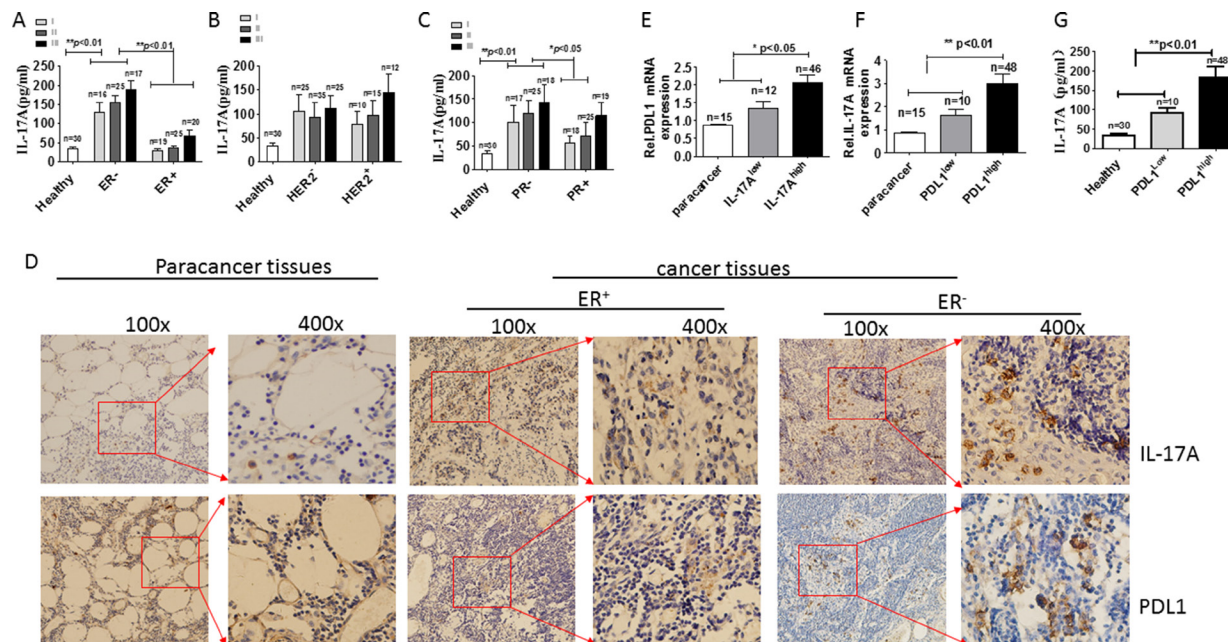 A
I
II
III
**p<0.01
**p<0.01
IL-17A(pg/ml)
250
200
150
100
50
0
n=30
n=16
n=25
n=17
n=19
n=25
n=20
Healthy
ER-
ER+
B
I
II
III
IL-17A(pg/ml)
250
200
150
100
50
0
n=30
n=25
n=35
n=25
n=10
n=15
n=12
Healthy
HER2-
HER2+
C
I
II
III
**p<0.01
*p<0.05
IL-17A(pg/ml)
250
200
150
100
50
0
n=30
n=17
n=25
n=18
n=18
n=25
n=19
Healthy
PR-
PR+
E
* p<0.05
Rel.PDL1 mRNA
expression
2.5
2.0
1.5
1.0
0.5
0.0
n=15
n=12
n=46
paracancer
IL-17Alow
IL-17Ahigh
F
** p<0.01
Rel.IL-17A mRNA
expression
5
4
3
2
1
0
n=15
n=10
n=48
paracancer
PDL1low
PDL1high
G
**p<0.01
IL-17A (pg/ml)
250
200
150
100
50
0
n=30
n=10
n=48
Healthy
PDL1Low
PDL1high
D
Paracancer tissues
cancer tissues
ER+
ER-
100x
400x
100x
400x
100x
400x
IL-17A
PDL1